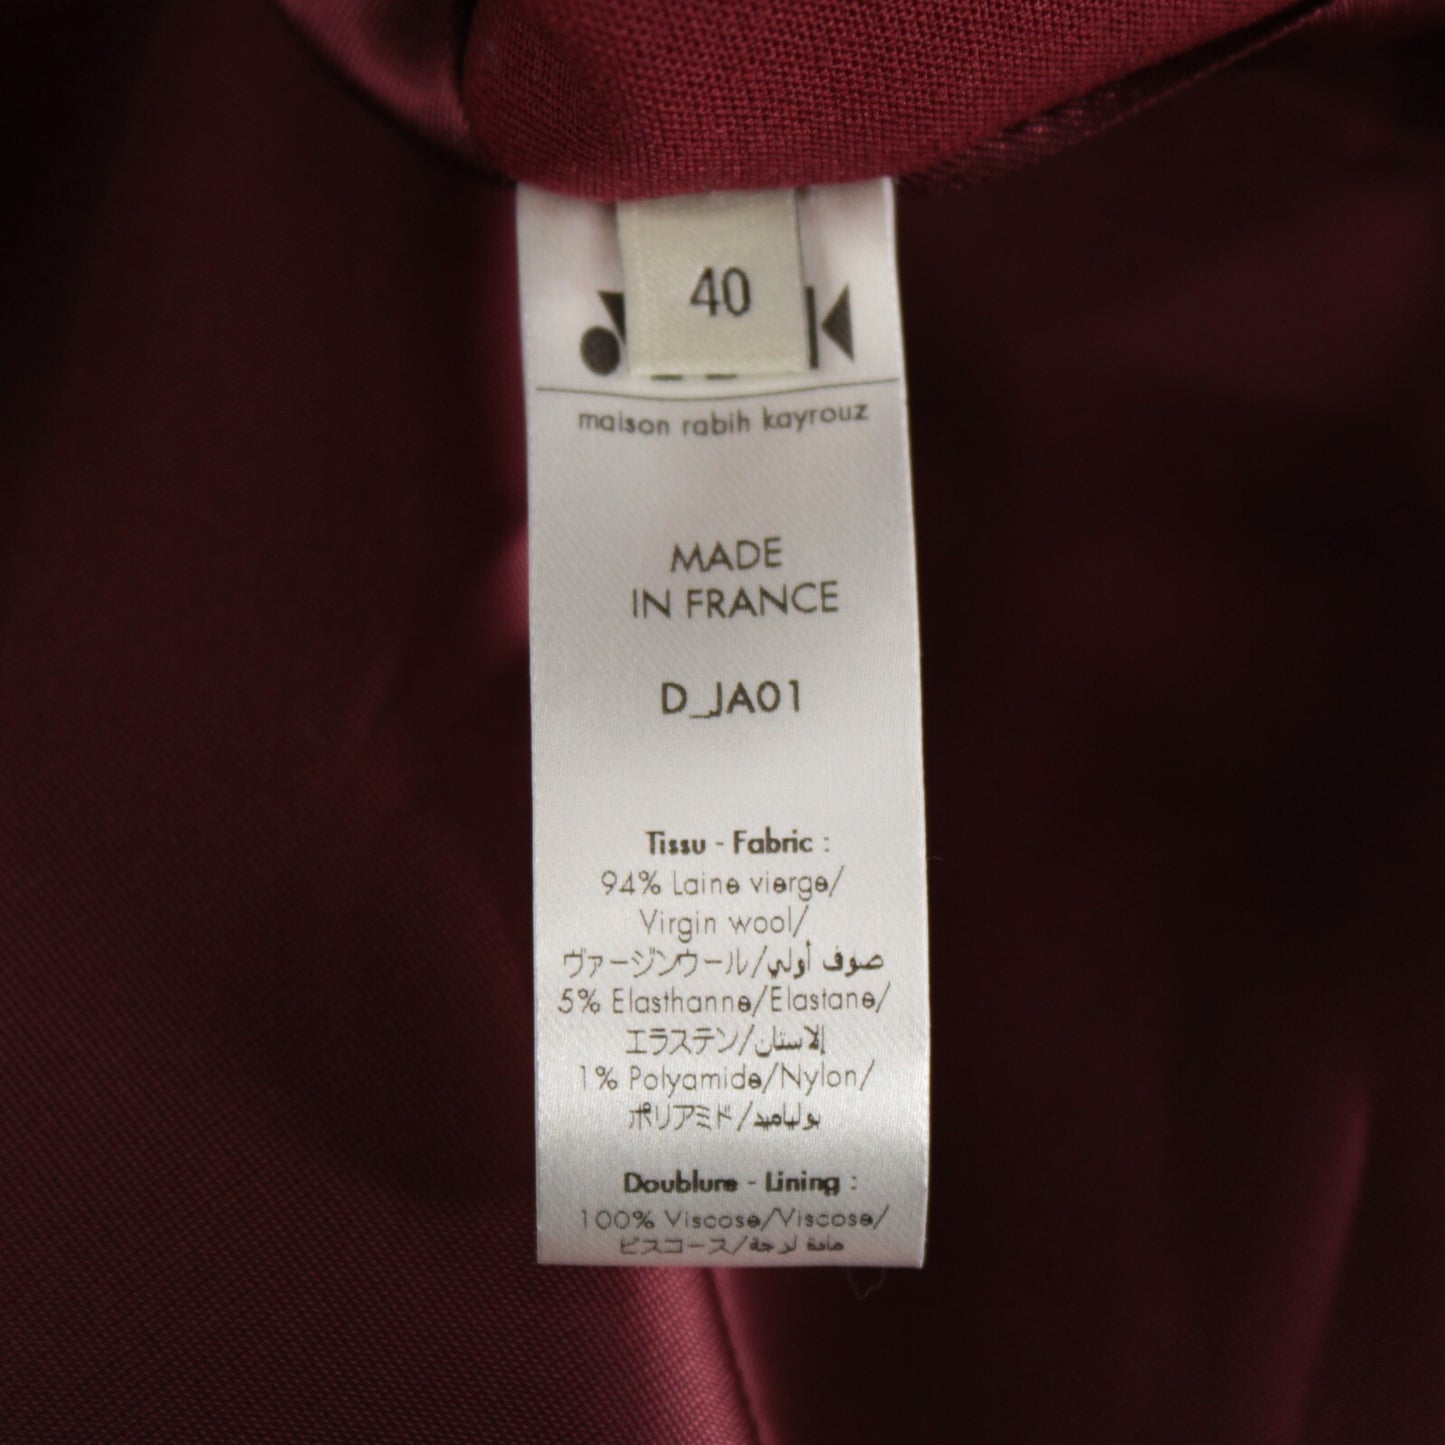 40
maison rabih kayrouz
MADE
IN FRANCE
D_JA01
Tissu - Fabric :
94% Laine vierge/
Virgin wool/
ヴァージンウール/صوف أولي
5% Elasthanne/Elastane/
エラステン/إلاستان
1% Polyamide/Nylon/
ポリアミド/بولياميد
Doublure - Lining :
100% Viscose/Viscose/
ビスコース/مادة لزجة